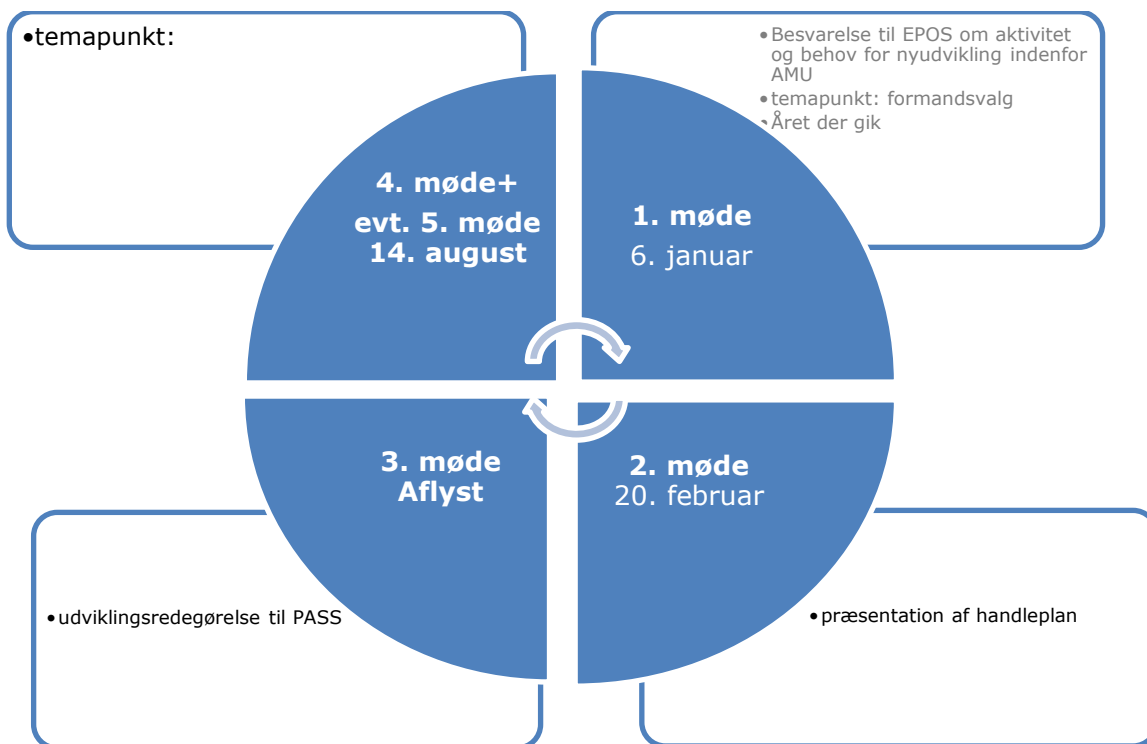 •temapunkt:
•Besvarelse til EPOS om aktivitet
og behov for nyudvikling indenfor
AMU
•temapunkt: formandsvalg
•Året der gik
4. møde+
evt. 5. møde
14. august
1. møde
6. januar
3. møde
Aflyst
2. møde
20. februar
•udviklingsredegørelse til PASS
•præsentation af handleplan